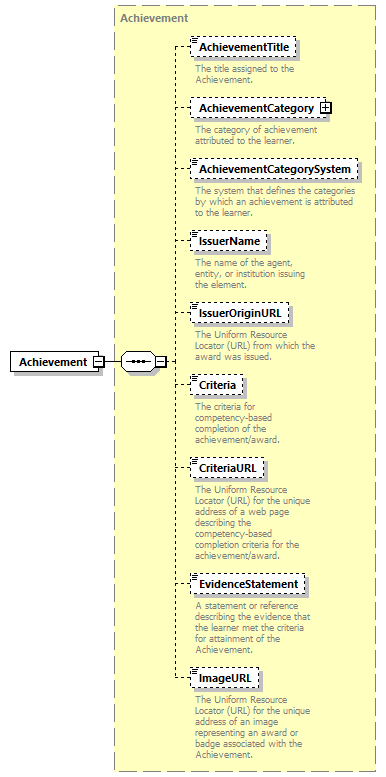 Achievement
AchievementTitle
The title assigned to the
Achievement.
AchievementCategory
The category of achievement
attributed to the learner.
AchievementCategorySystem
The system that defines the categories
by which an achievement is attributed
to the learner.
IssuerName
The name of the agent,
entity, or institution issuing
the element.
IssuerOriginURL
The Uniform Resource
Locator (URL) from which the
award was issued.
Achievement
Criteria
The criteria for
competency-based
completion of the
achievement/award.
CriteriaURL
The Uniform Resource
Locator (URL) for the unique
address of a web page
describing the
competency-based
completion criteria for the
achievement/award.
EvidenceStatement
A statement or reference
describing the evidence that
the learner met the criteria
for attainment of the
Achievement.
ImageURL
The Uniform Resource
Locator (URL) for the unique
address of an image
representing an award or
badge associated with the
Achievement.